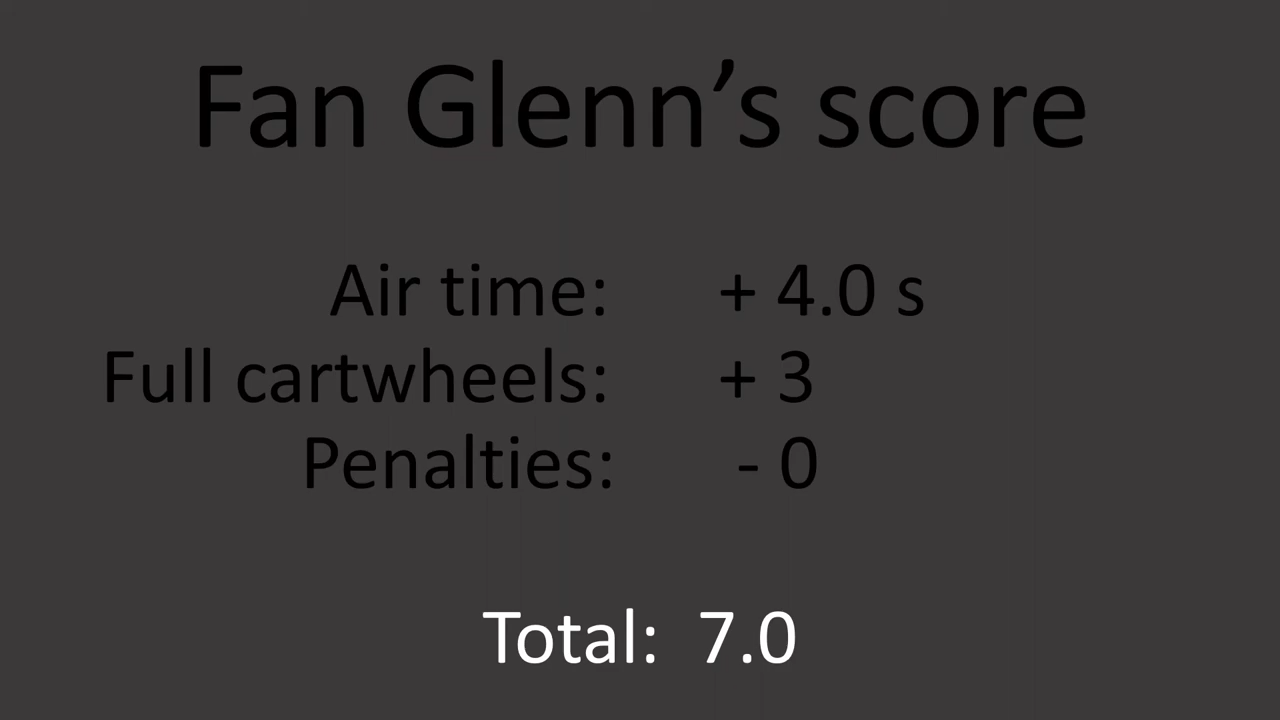 Fan Glenn’s score
Air time: + 4.0 s
Full cartwheels: + 3
Penalties: - 0
Total: 7.0